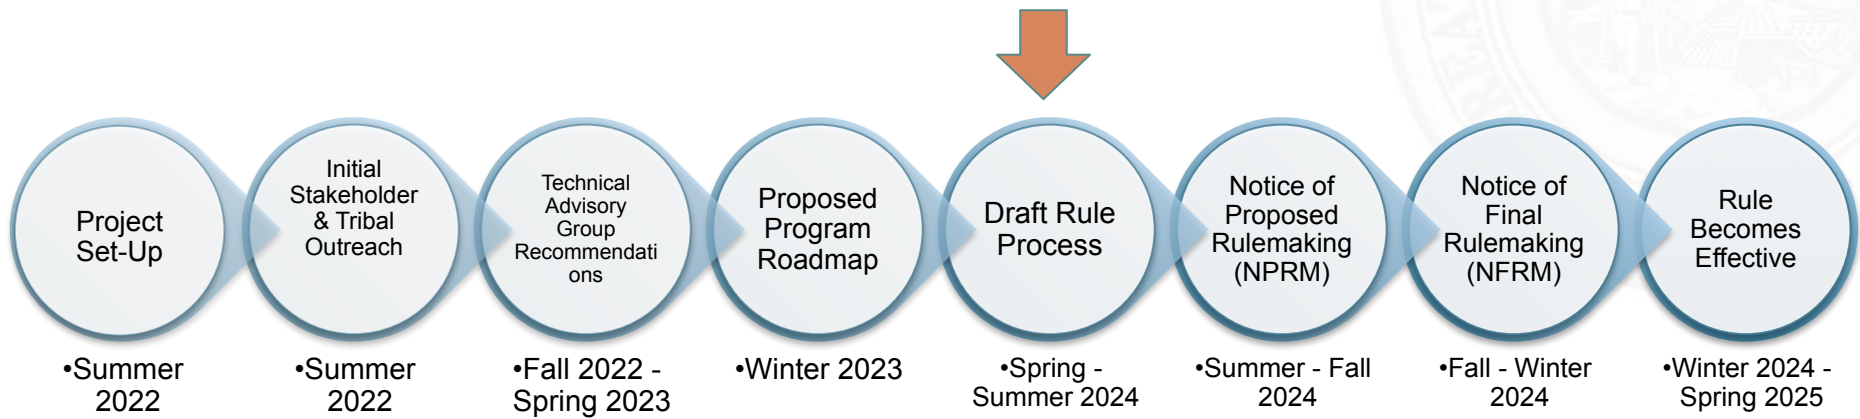 Project
Set-Up
Initial
Stakeholder
& Tribal
Outreach
Technical
Advisory
Group
Recommendati
ons
Proposed
Program
Roadmap
Draft Rule
Process
Notice of
Proposed
Rulemaking
(NPRM)
Notice of
Final
Rulemaking
(NFRM)
Rule
Becomes
Effective
•Summer
2022
•Summer
2022
•Fall 2022 -
Spring 2023
•Winter 2023
•Spring -
Summer 2024
•Summer - Fall
2024
•Fall - Winter
2024
•Winter 2024 -
Spring 2025